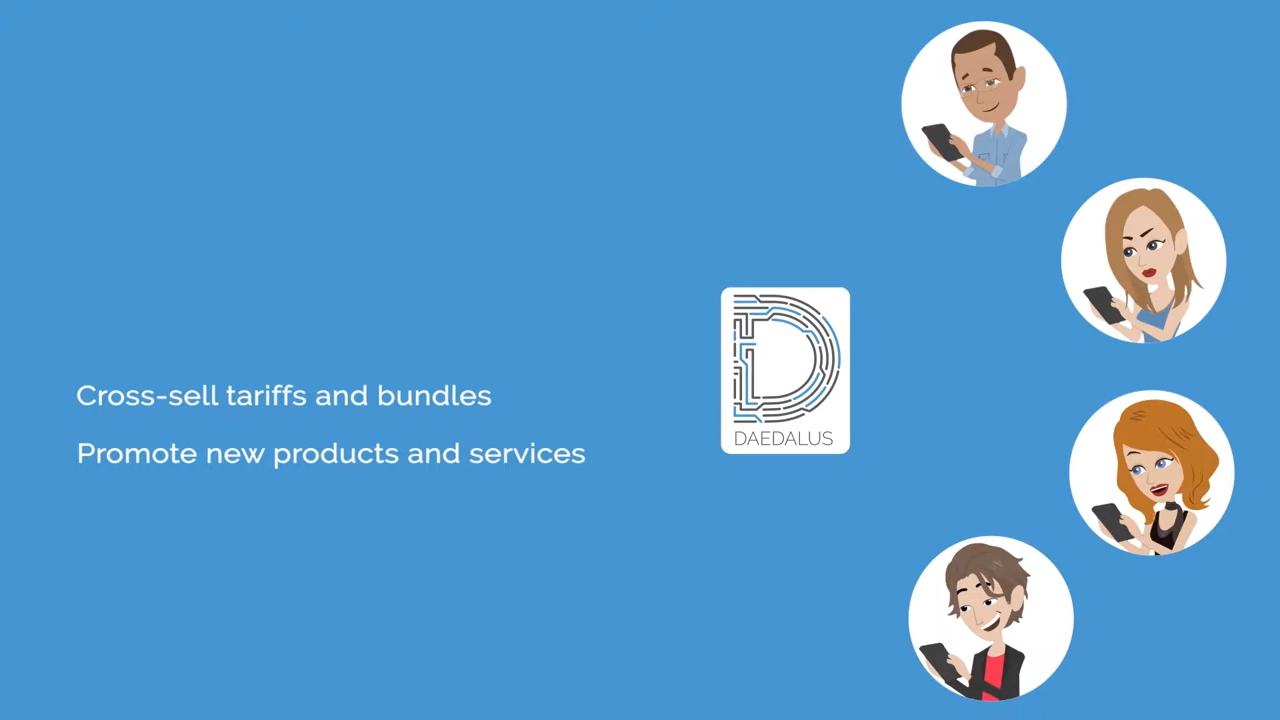 Cross-sell tariffs and bundles
Promote new products and services
DAEDALUS